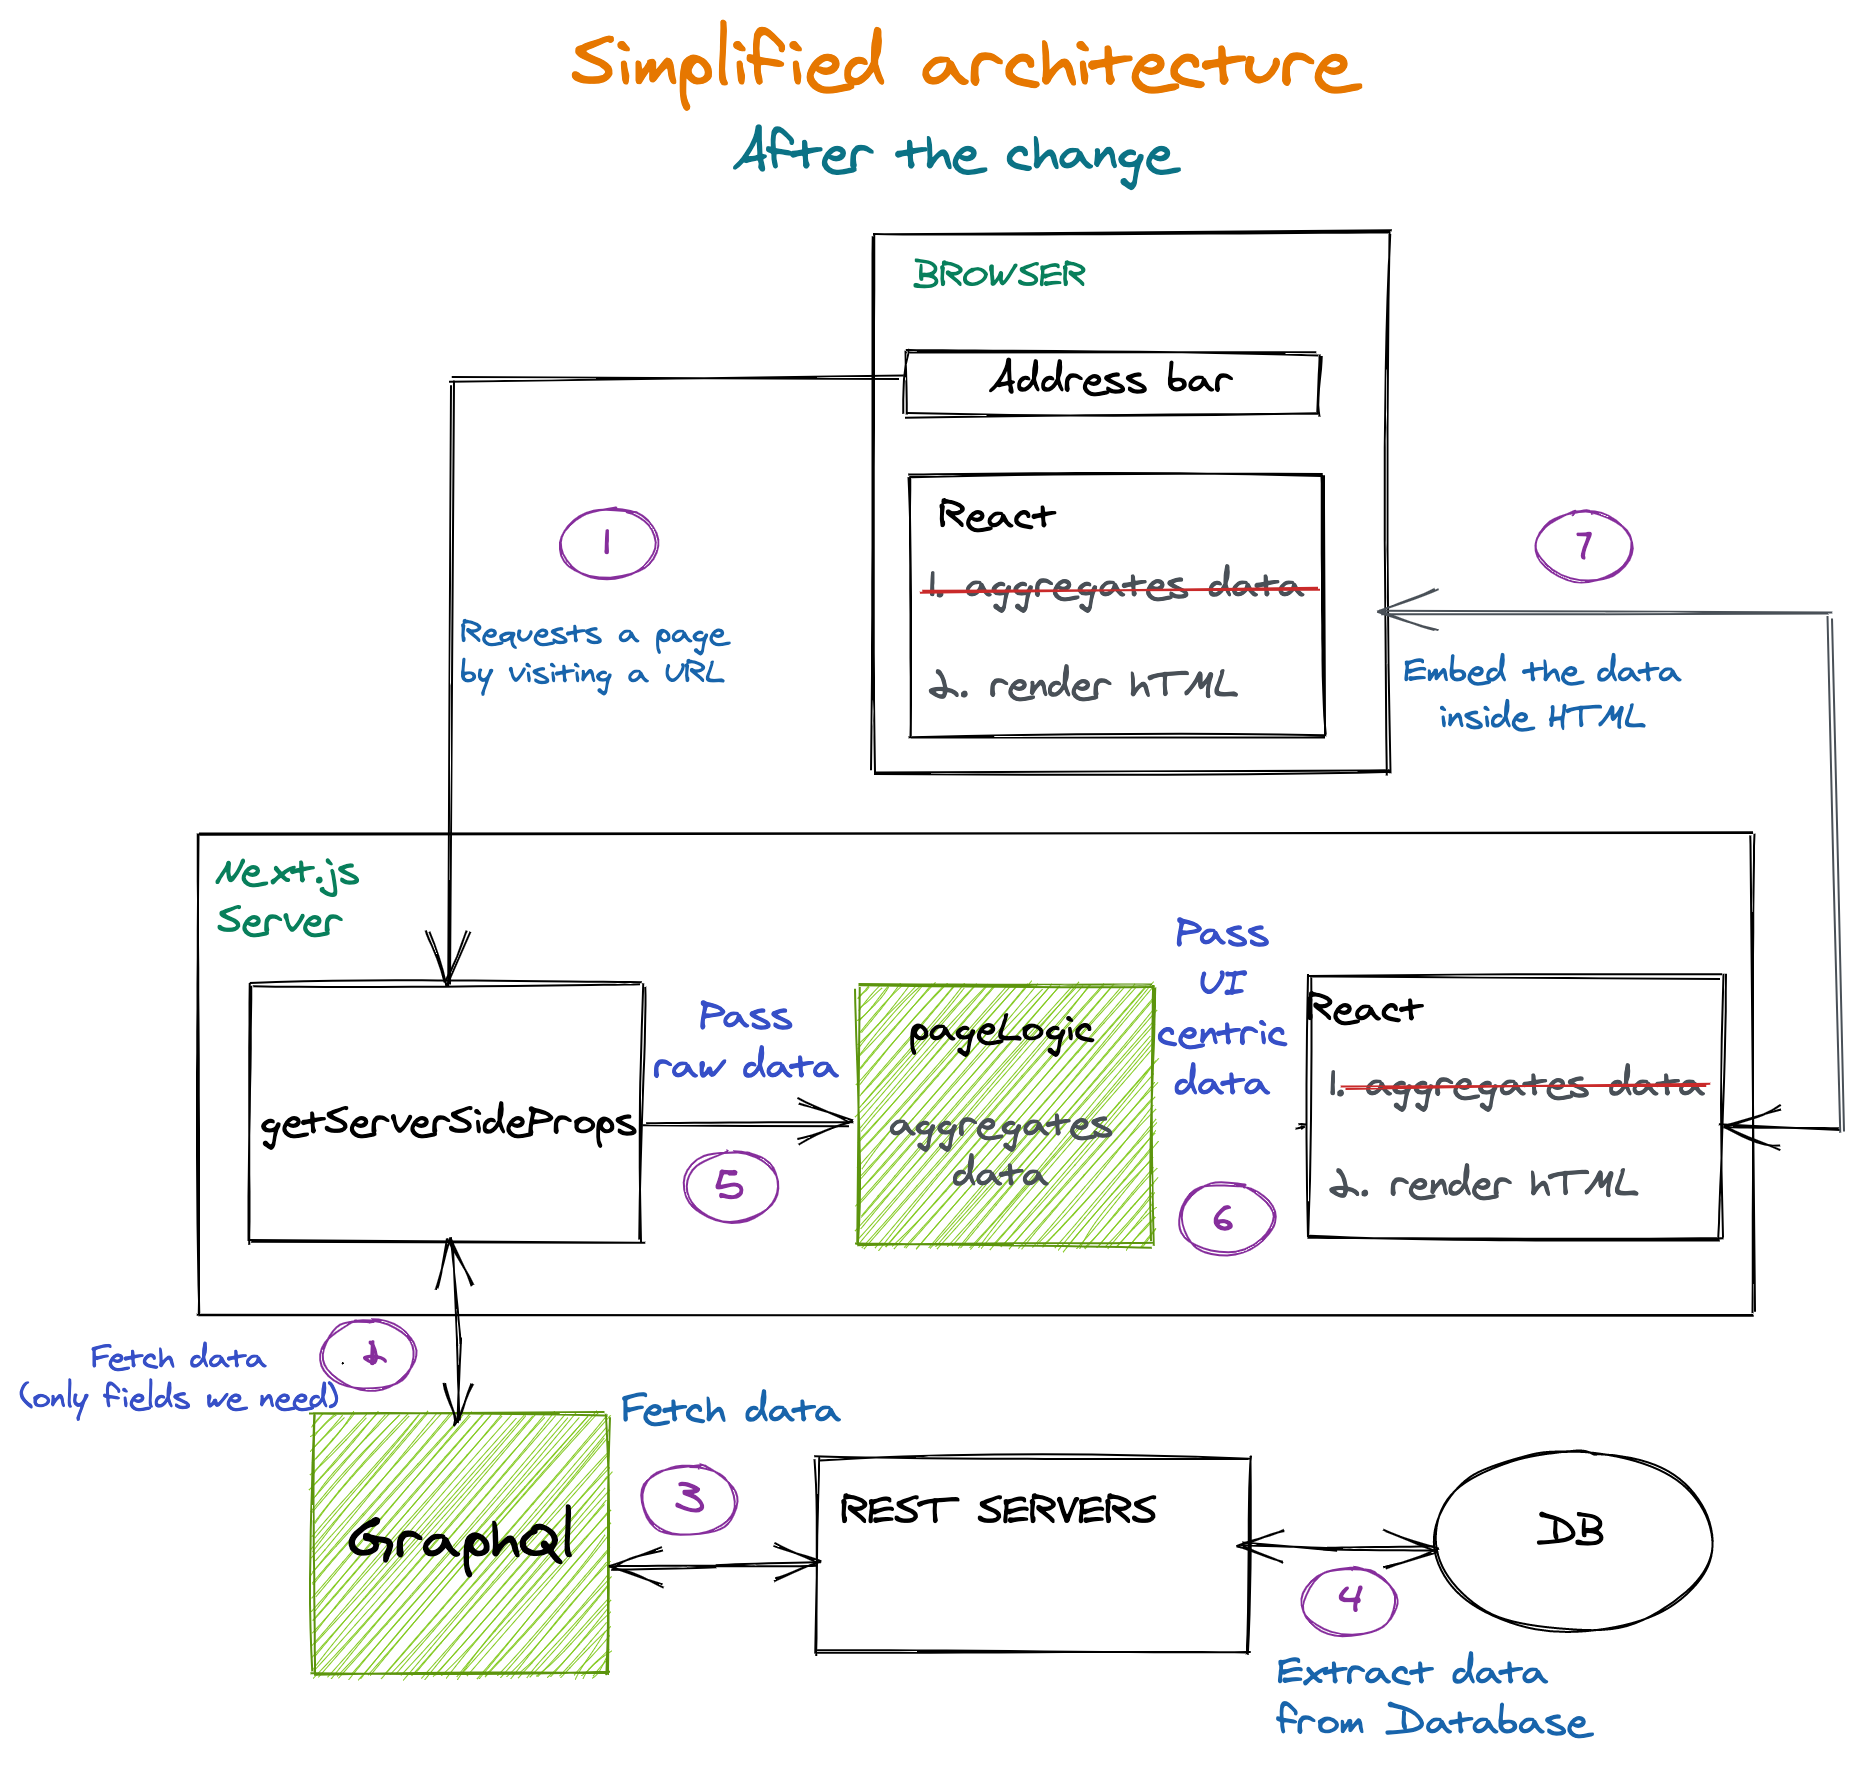 Simplified architecture
After the change
BROWSER
Address bar
React
1. aggregates data
2. render hTML
1
Requests a page
by visiting a URL
7
Embed the data
inside HTML
Next.js
Server
getServerSideProps
Pass
raw data
5
pageLogic
aggregates
data
Pass
UI
centric
data
6
React
1. aggregates data
2. render hTML
2
Fetch data
(only fields we need)
GraphQl
Fetch data
3
REST SERVERS
4
DB
Extract data
from Database